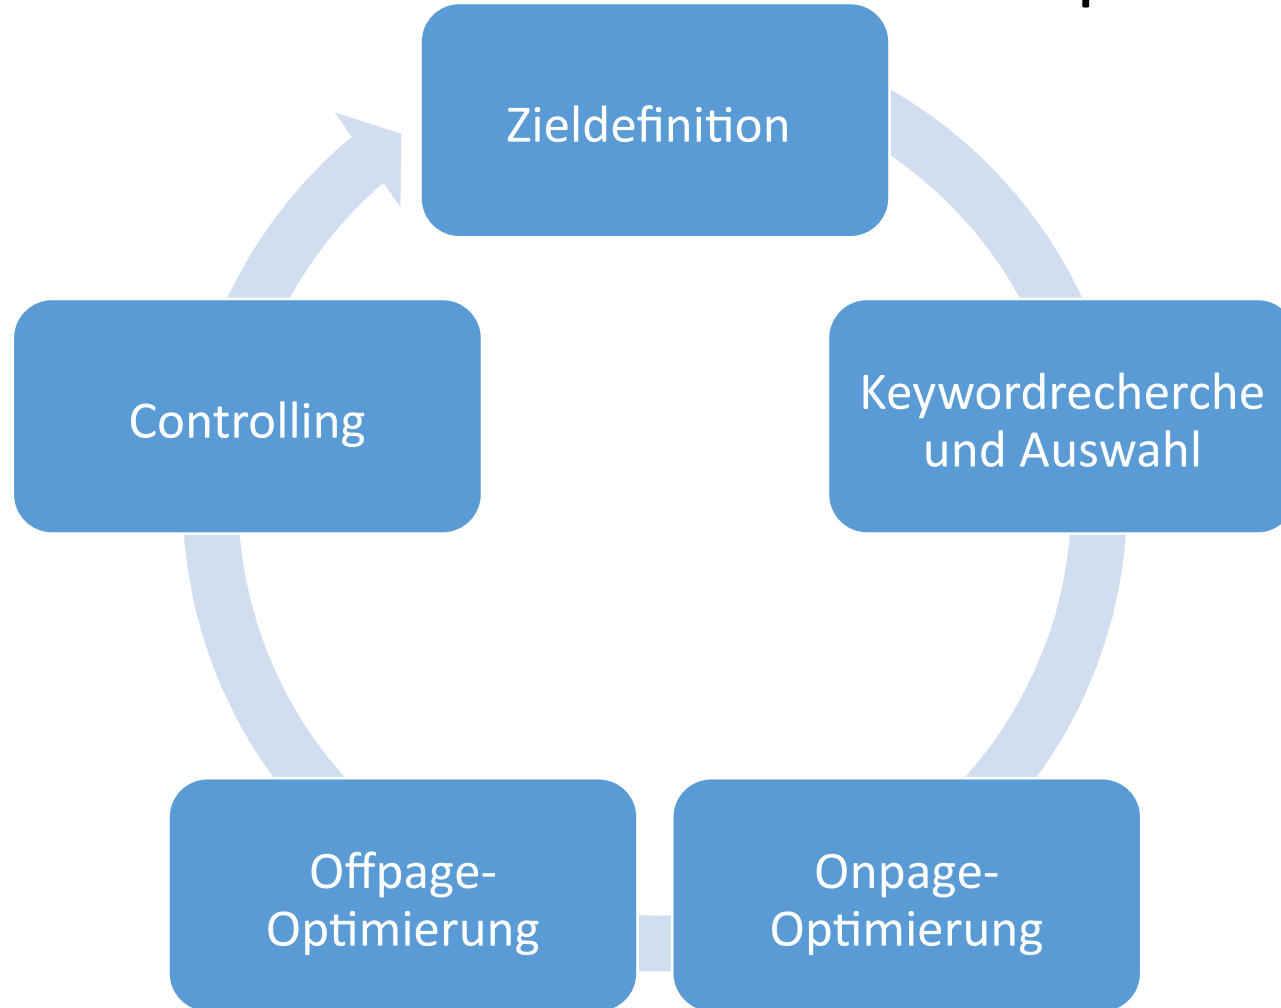 Zieldefinition
Keywordrecherche
und Auswahl
Onpage-
Optimierung
Offpage-
Optimierung
Controlling